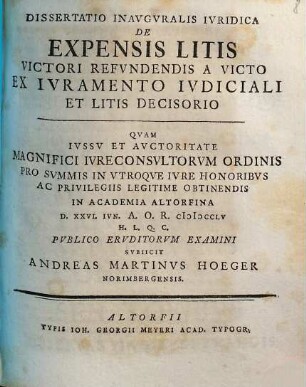 DISSERTATIO INAVGVRALIS IVRIDICA
DE
EXPENSIS LITIS
VICTORI REFVNDENDIS A VICTO
EX IVRAMENTO IVDICIALI
ET LITIS DECISORIO
QVAM
IVSSV ET AVCTORITATE
MAGNIFICI IVRECONSVLTORVM ORDINIS
PRO SVMMIS IN VTROQVE IVRE HONORIBVS
AC PRIVILEGIIS LEGITIME OBTINENDIS
IN ACADEMIA ALTORFINA
D. XXVI. IVN. A. O. R. cIɔIɔccLV
H. L. Q. C.
PVBLICO ERVDITORVM EXAMINI
SVBIICIT
ANDREAS MARTINVS HOEGER
NORIMBERGENSIS.
ALTORFII
TYPIS IOH. GEORGII MEYERI ACAD. TYPOGR.